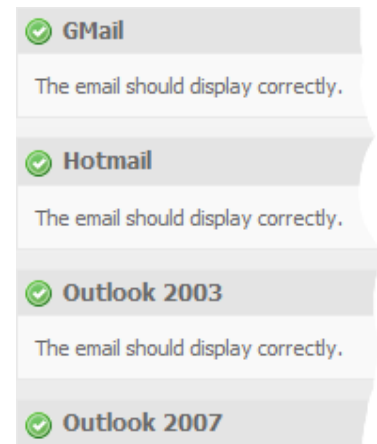 GMail
The email should display correctly.
Hotmail
The email should display correctly.
Outlook 2003
The email should display correctly.
Outlook 2007